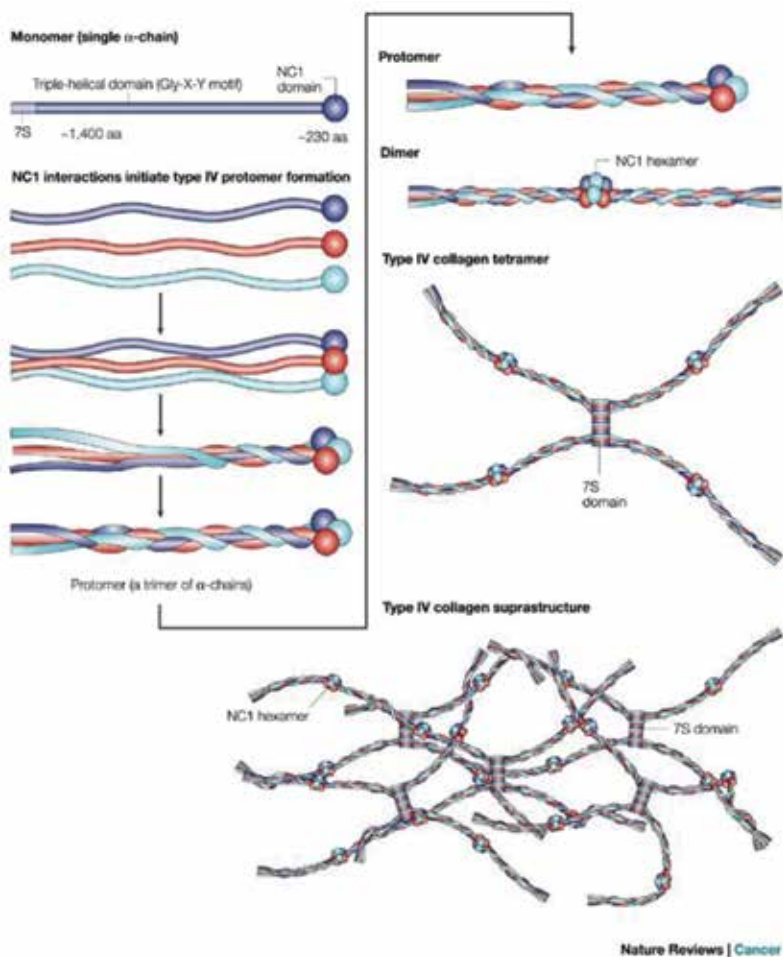 Monomer (single α-chain)
Triple-helical domain (Gly-X-Y motif)
NC1
domain
7S
~1,400 aa
~230 aa
NC1 interactions initiate type IV protomer formation
Protomer (a trimer of α-chains)
Protomer
Dimer
NC1 hexamer
Type IV collagen tetramer
7S
domain
Type IV collagen suprastructure
NC1 hexamer
7S domain
Nature Reviews | Cancer